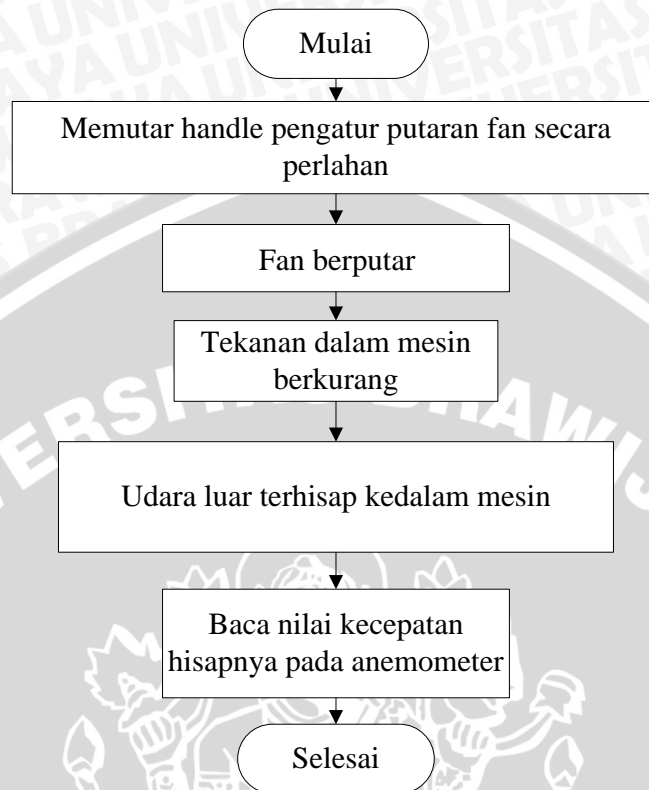 Mulai
Memutar handle pengatur putaran fan secara
perlahan
Fan berputar
Tekanan dalam mesin
berkurang
Udara luar terhisap kedalam mesin
Baca nilai kecepatan
hisapnya pada anemometer
Selesai